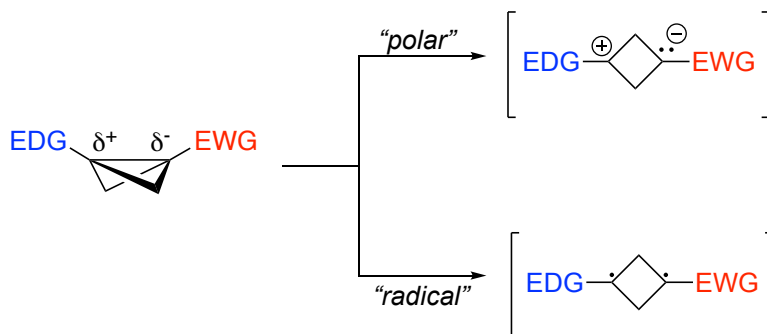 “polar”
EDG ⊕ ⊖ EWG
EDG δ+ δ- EWG
“radical”
EDG EWG